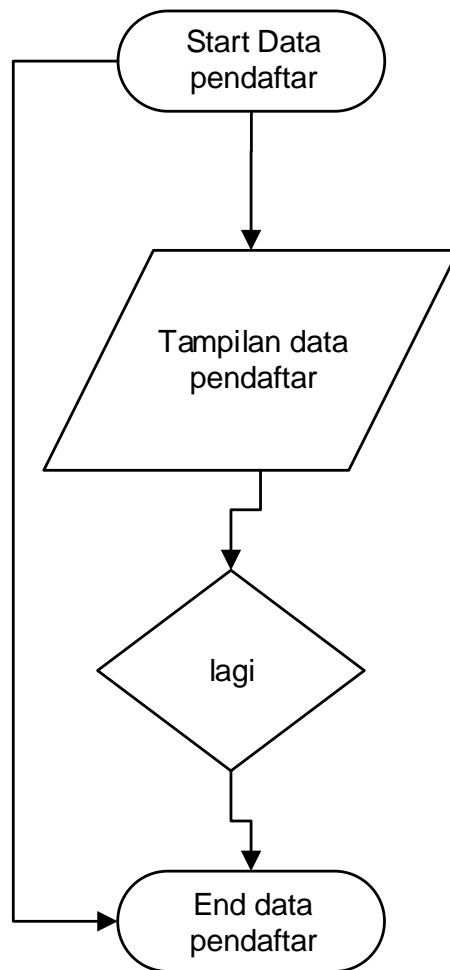 Start Data
pendaftar
Tampilan data
pendaftar
lagi
End data
pendaftar